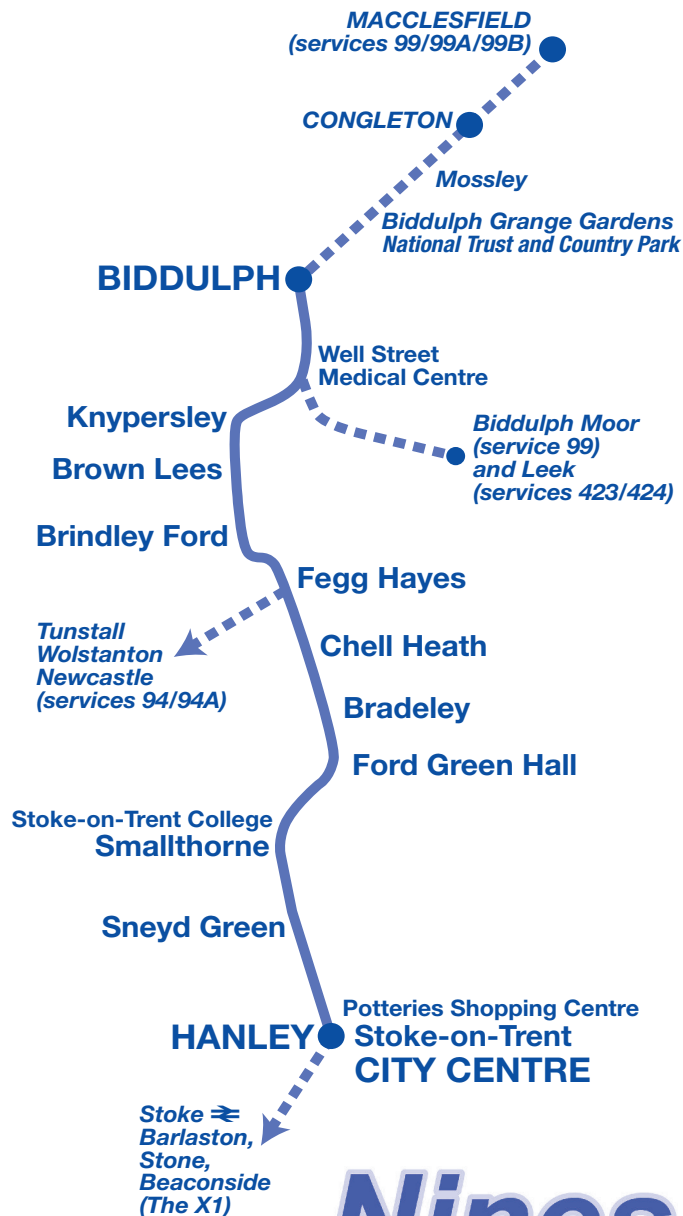 MACCLESFIELD
(services 99/99A/99B)
CONGLETON
Mossley
Biddulph Grange Gardens
National Trust and Country Park
BIDDULPH
Well Street
Medical Centre
Knypersley
Biddulph Moor
(service 99)
and Leek
(services 423/424)
Brown Lees
Brindley Ford
Fegg Hayes
Tunstall
Wolstanton
Newcastle
(services 94/94A)
Chell Heath
Bradeley
Ford Green Hall
Stoke-on-Trent College
Smallthorne
Sneyd Green
Potteries Shopping Centre
HANLEY Stoke-on-Trent
CITY CENTRE
Stoke
Barlaston,
Stone,
Beaconside
(The X1)
Nines